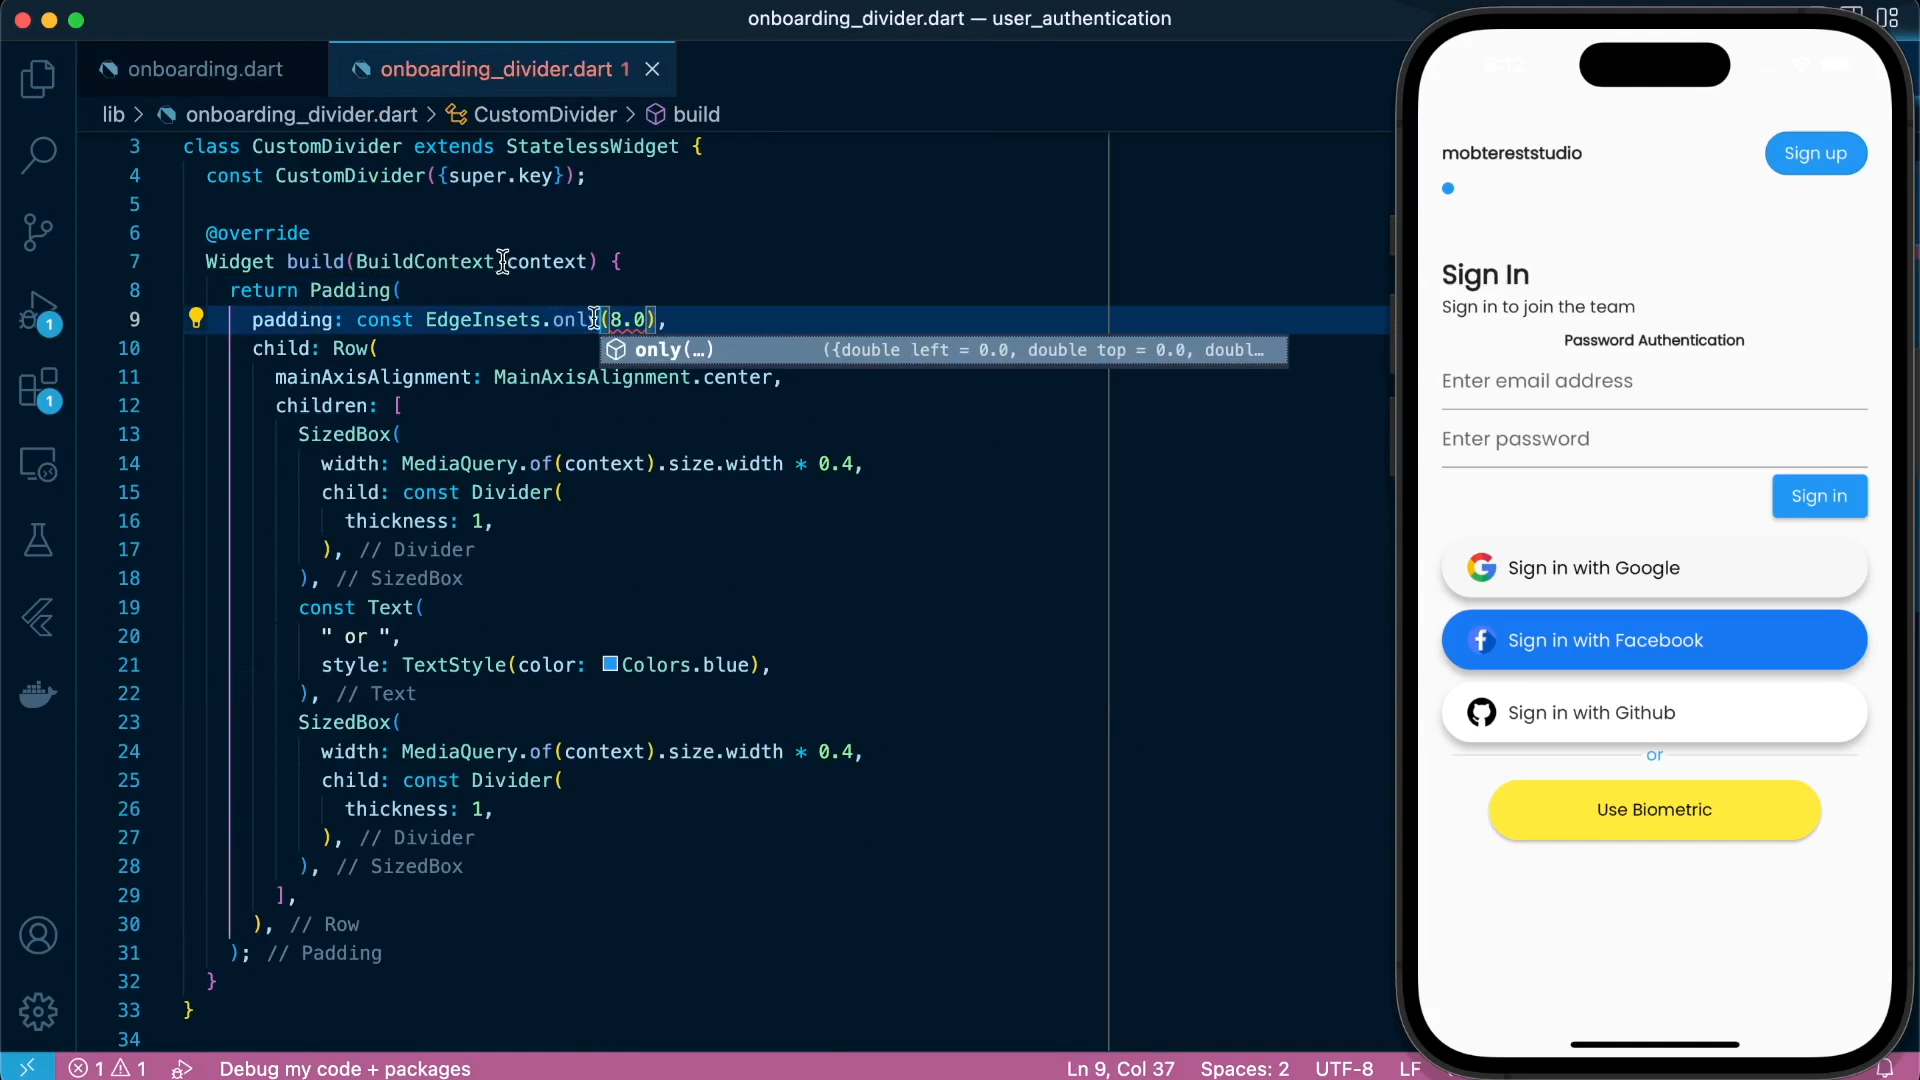 onboarding_divider.dart — user_authentication
onboarding.dart
onboarding_divider.dart 1
lib > onboarding_divider.dart > CustomDivider > build
3 class CustomDivider extends StatelessWidget {
4 const CustomDivider({super.key});
5
6 @override
7 Widget build(BuildContext context) {
8 return Padding(
9 padding: const EdgeInsets.only(8.0),
only(…) ({double left = 0.0, double top = 0.0, doubl…
10 child: Row(
11 mainAxisAlignment: MainAxisAlignment.center,
12 children: [
13 SizedBox(
14 width: MediaQuery.of(context).size.width * 0.4,
15 child: const Divider(
16 thickness: 1,
17 ), // Divider
18 ), // SizedBox
19 const Text(
20 " or ",
21 style: TextStyle(color: Colors.blue),
22 ), // Text
23 SizedBox(
24 width: MediaQuery.of(context).size.width * 0.4,
25 child: const Divider(
26 thickness: 1,
27 ), // Divider
28 ), // SizedBox
29 ],
30 ), // Row
31 ); // Padding
32 }
33 }
34
1
1
1 1
Debug my code + packages
Ln 9, Col 37
Spaces: 2
UTF-8
LF
mobtereststudio
Sign up
Sign In
Sign in to join the team
Password Authentication
Enter email address
Enter password
Sign in
Sign in with Google
Sign in with Facebook
Sign in with Github
or
Use Biometric